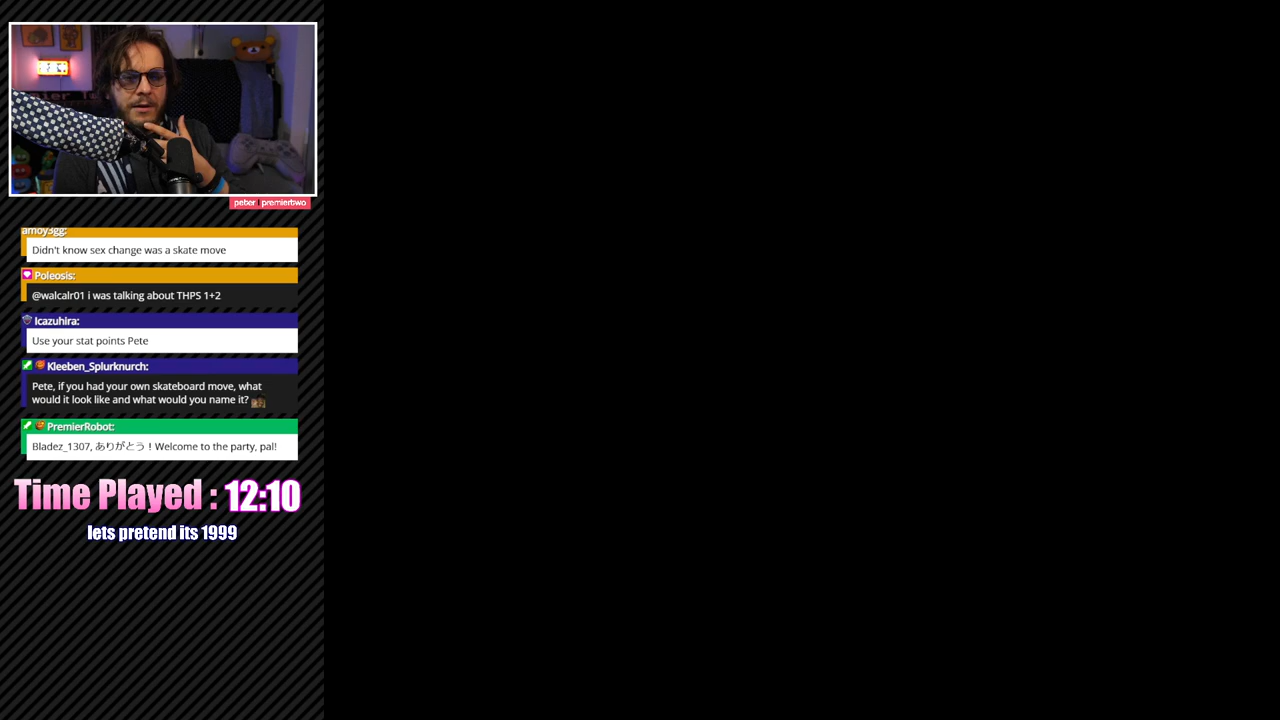 peter | premiertwo
amoy3gg:
Didn't know sex change was a skate move
Poleosis:
@walcalr01 i was talking about THPS 1+2
Icazuhira:
Use your stat points Pete
Kleeben_Splurknurch:
Pete, if you had your own skateboard move, what
would it look like and what would you name it?
PremierRobot:
Bladez_1307, ありがとう ! Welcome to the party, pal!
Time Played : 12:10
lets pretend its 1999